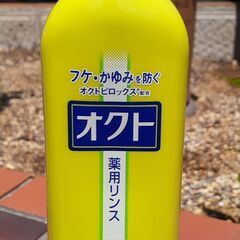 フケ・かゆみを防ぐ
オクトピロックス®配合
オクト
薬用リンス